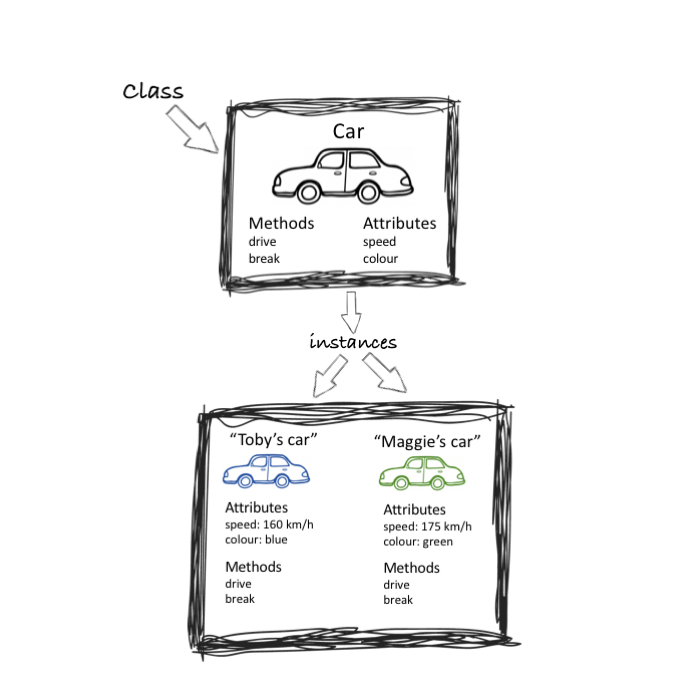 Class
Car
Methods
drive
break
Attributes
speed
colour
instances
“Toby’s car”
Attributes
speed: 160 km/h
colour: blue
Methods
drive
break
“Maggie’s car”
Attributes
speed: 175 km/h
colour: green
Methods
drive
break